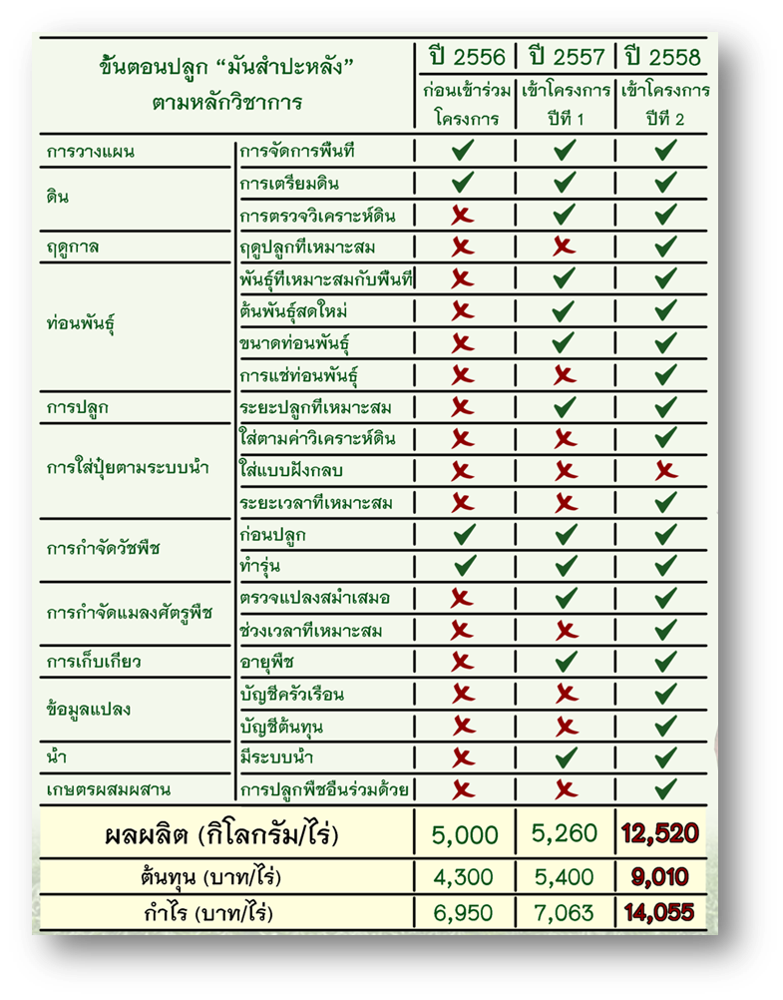 ขั้นตอนปลูก “มันสำปะหลัง”
ตามหลักวิชาการ
ปี 2556 ปี 2557 ปี 2558
ก่อนเข้าร่วมโครงการ เข้าโครงการปีที่ 1 เข้าโครงการปีที่ 2
การวางแผน การจัดการพื้นที่ ✓ ✓ ✓
ดิน การเตรียมดิน ✓ ✓ ✓
การตรวจวิเคราะห์ดิน ✗ ✓ ✓
ฤดูกาล ฤดูปลูกที่เหมาะสม ✗ ✗ ✓
ท่อนพันธุ์ พันธุ์ที่เหมาะสมกับพื้นที่ ✗ ✓ ✓
ต้นพันธุ์สดใหม่ ✗ ✓ ✓
ขนาดท่อนพันธุ์ ✗ ✓ ✓
การแช่ท่อนพันธุ์ ✗ ✗ ✓
การปลูก ระยะปลูกที่เหมาะสม ✗ ✓ ✓
การใส่ปุ๋ยตามระบบน้ำ ใส่ตามค่าวิเคราะห์ดิน ✗ ✗ ✓
ใส่แบบฝังกลบ ✗ ✗ ✗
ระยะเวลาที่เหมาะสม ✗ ✗ ✓
การกำจัดวัชพืช ก่อนปลูก ✓ ✓ ✓
ทำรุ่น ✓ ✓ ✓
การกำจัดแมลงศัตรูพืช ตรวจแปลงสม่ำเสมอ ✗ ✓ ✓
ช่วงเวลาที่เหมาะสม ✗ ✗ ✓
การเก็บเกี่ยว อายุพืช ✗ ✓ ✓
ข้อมูลแปลง บัญชีครัวเรือน ✗ ✗ ✓
บัญชีต้นทุน ✗ ✗ ✓
น้ำ มีระบบน้ำ ✗ ✓ ✓
เกษตรผสมผสาน การปลูกพืชอื่นร่วมด้วย ✗ ✗ ✓
ผลผลิต (กิโลกรัม/ไร่) 5,000 5,260 12,520
ต้นทุน (บาท/ไร่) 4,300 5,400 9,010
กำไร (บาท/ไร่) 6,950 7,063 14,055